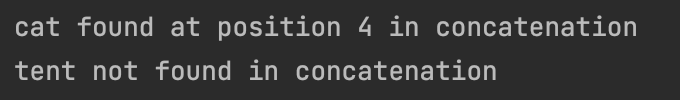 cat found at position 4 in concatenation
tent not found in concatenation